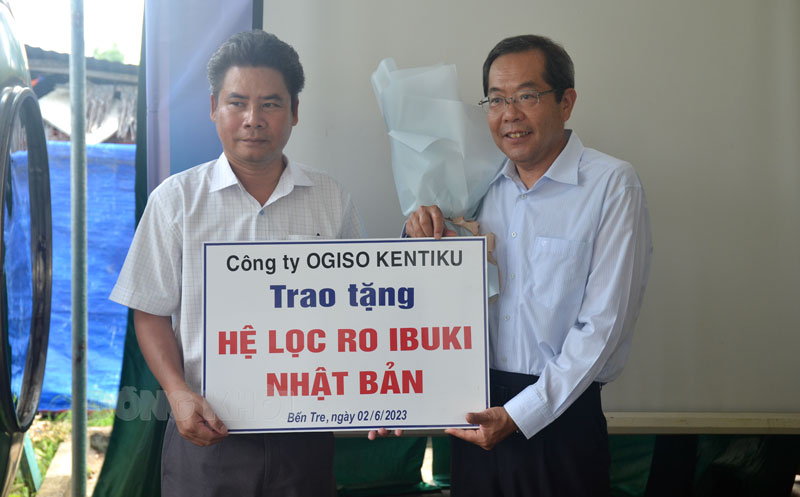 Công ty OGISO KENTIKU
Trao tặng
HỆ LỌC RO IBUKI
NHẬT BẢN
Bến Tre, ngày 02/6/2023